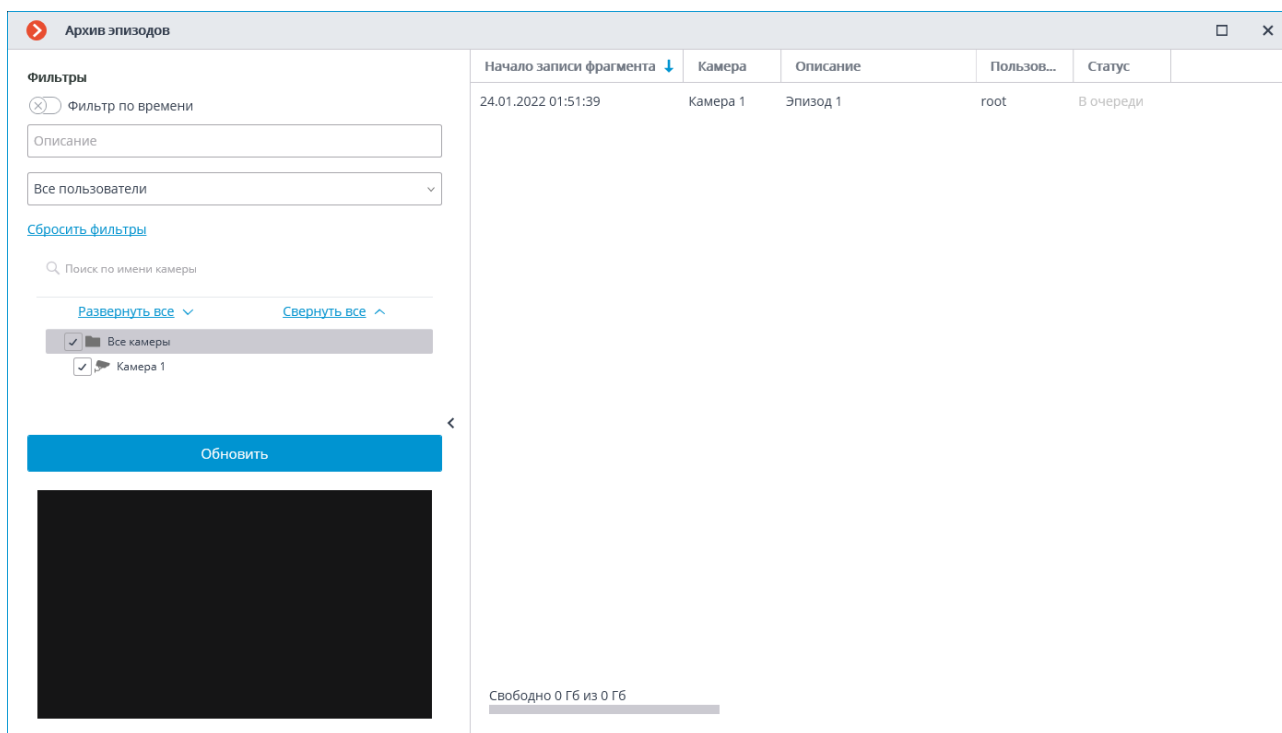 Архив эпизодов
Фильтры
Фильтр по времени
Описание
Все пользователи
Сбросить фильтры
Поиск по имени камеры
Развернуть все Свернуть все
Все камеры
Камера 1
Обновить
Начало записи фрагмента Камера Описание Пользов... Статус
24.01.2022 01:51:39 Камера 1 Эпизод 1 root В очереди
Свободно 0 Гб из 0 Гб